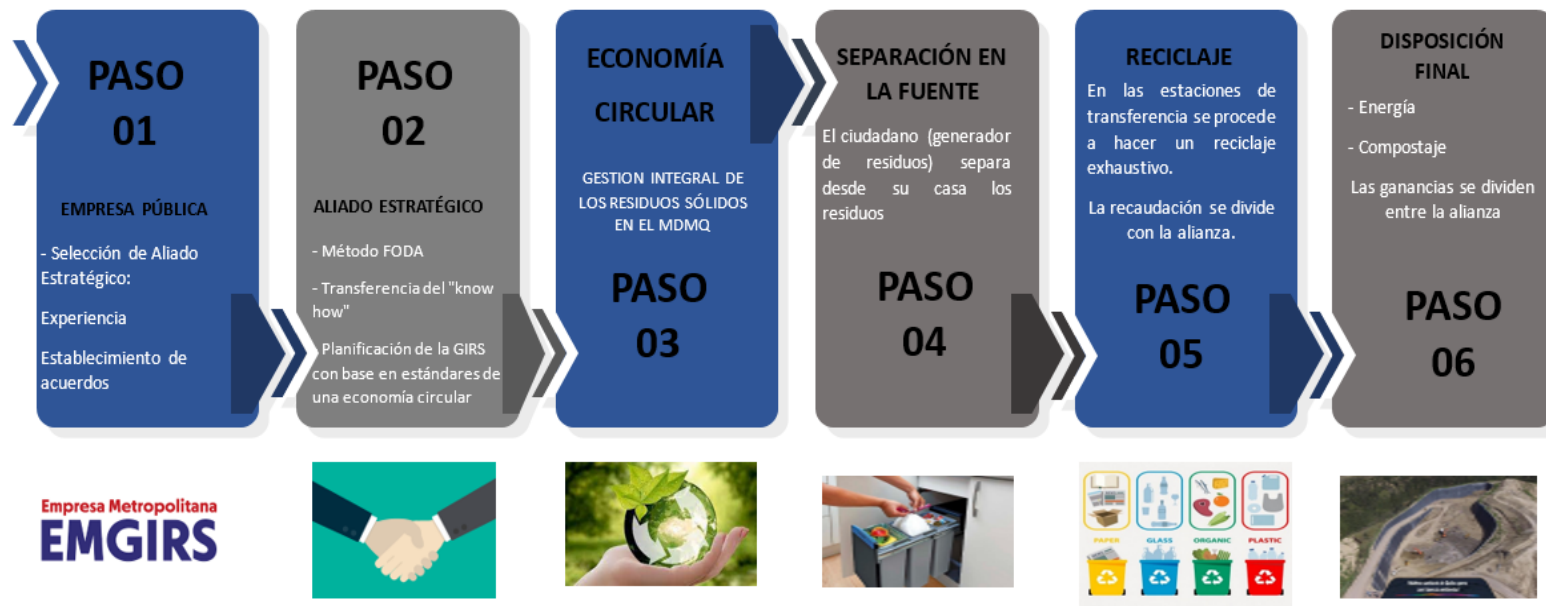 PASO
01
EMPRESA PÚBLICA
- Selección de Aliado
Estratégico:
Experiencia
Establecimiento de
acuerdos
PASO
02
ALIADO ESTRATÉGICO
- Método FODA
- Transferencia del "know
how"
Planificación de la GIRS
con base en estándares de
una economía circular
ECONOMÍA
CIRCULAR
GESTION INTEGRAL DE
LOS RESIDUOS SÓLIDOS
EN EL MDMQ
PASO
03
SEPARACIÓN EN
LA FUENTE
El ciudadano (generador
de residuos) separa
desde su casa los
residuos
PASO
04
RECICLAJE
En las estaciones de
transferencia se procede
a hacer un reciclaje
exhaustivo.
La recaudación se divide
con la alianza.
PASO
05
DISPOSICIÓN
FINAL
- Energía
- Compostaje
Las ganancias se dividen
entre la alianza
PASO
06
Empresa Metropolitana
EMGIRS
PAPER GLASS ORGANIC PLASTIC